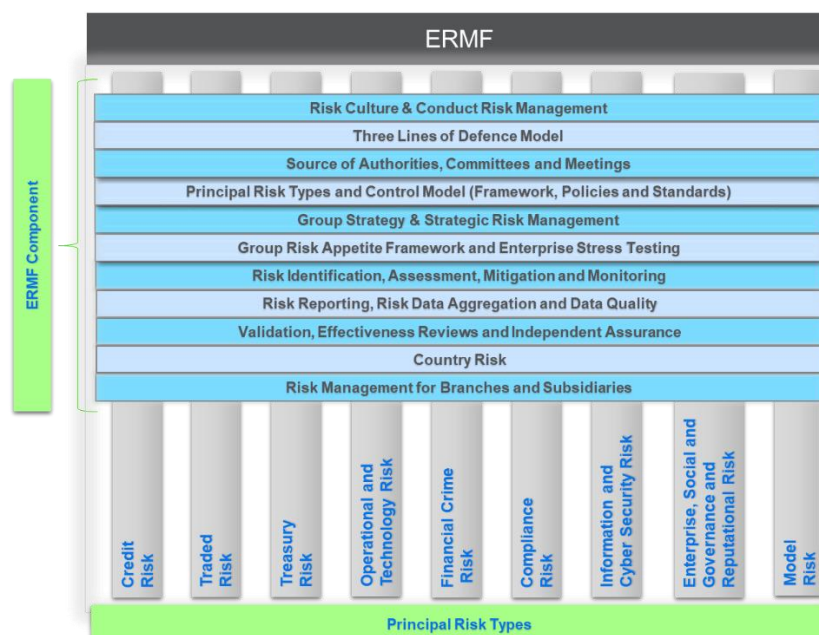 ERMF
ERMF Component
Risk Culture & Conduct Risk Management
Three Lines of Defence Model
Source of Authorities, Committees and Meetings
Principal Risk Types and Control Model (Framework, Policies and Standards)
Group Strategy & Strategic Risk Management
Group Risk Appetite Framework and Enterprise Stress Testing
Risk Identification, Assessment, Mitigation and Monitoring
Risk Reporting, Risk Data Aggregation and Data Quality
Validation, Effectiveness Reviews and Independent Assurance
Country Risk
Risk Management for Branches and Subsidiaries
Credit
Risk
Traded
Risk
Treasury
Risk
Operational and
Technology Risk
Financial Crime
Risk
Compliance
Risk
Information and
Cyber Security Risk
Enterprise, Social and
Governance and
Reputational Risk
Model
Risk
Principal Risk Types